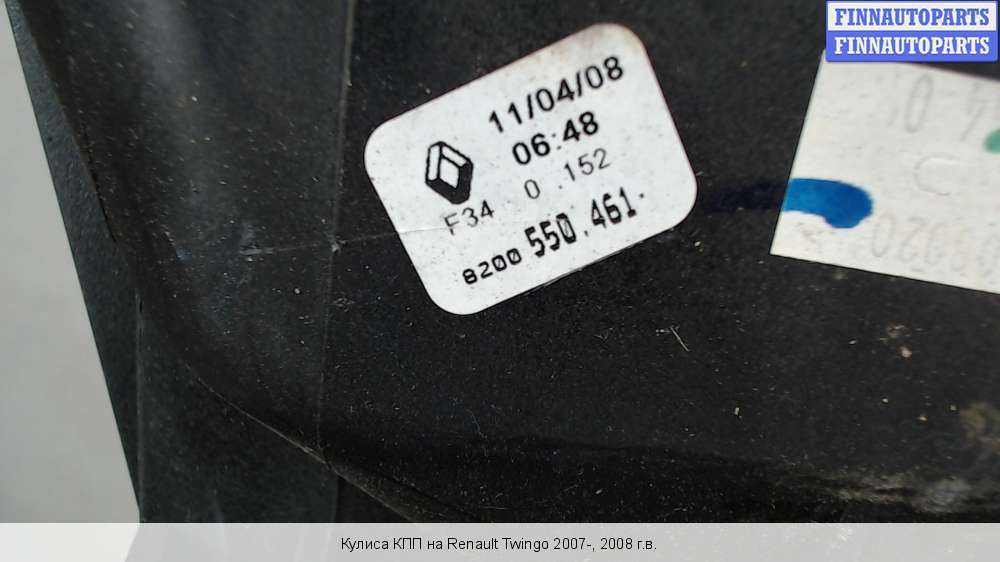 FINNAUTOPARTS
FINNAUTOPARTS
11/04/08
06:48
F34 0 .152
8200 550.461.
Кулиса КПП на Renault Twingo 2007-, 2008 г.в.